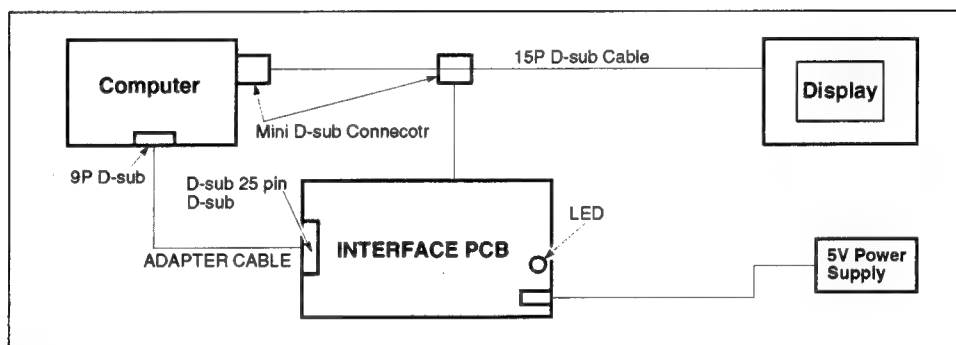 Computer
15P D-sub Cable
Display
Mini D-sub Connecotr
9P D-sub
D-sub 25 pin
D-sub
LED
INTERFACE PCB
ADAPTER CABLE
5V Power
Supply